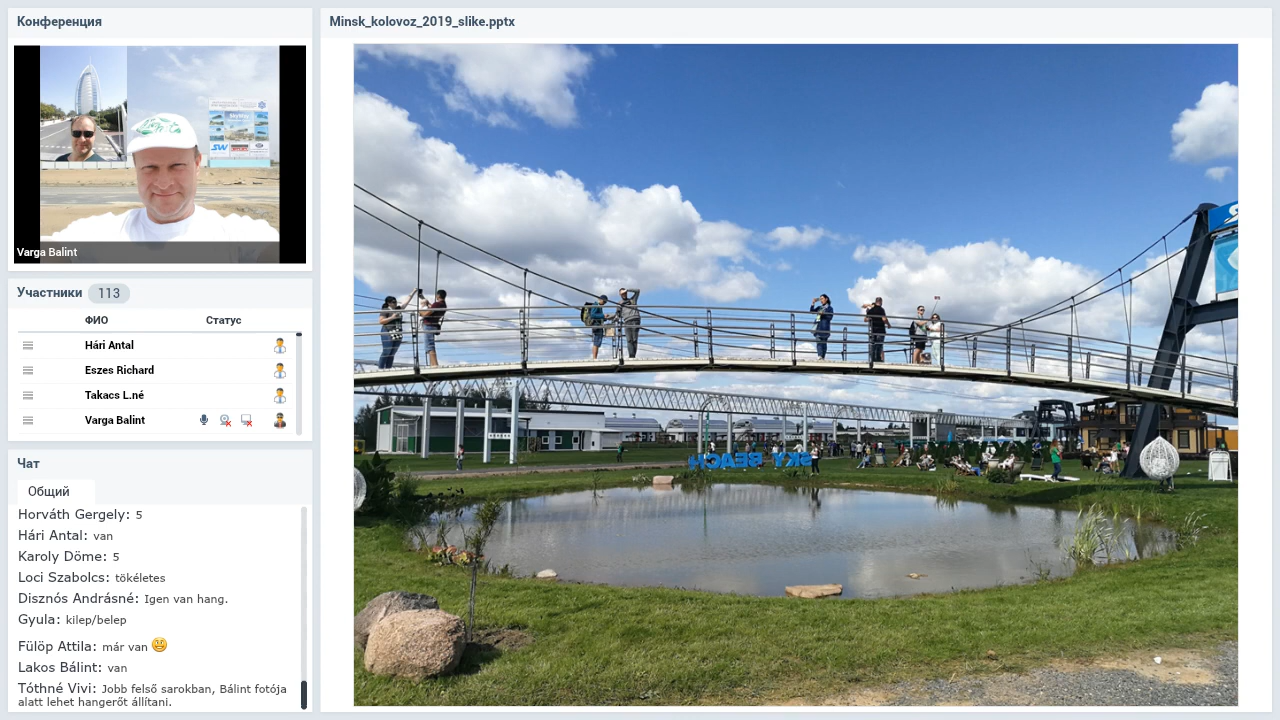 Конференция
Varga Balint
Участники 113
ФИО Статус
Hári Antal
Eszes Richard
Takacs L.né
Varga Balint
Чат
Общий
Horváth Gergely: 5
Hári Antal: van
Karoly Döme: 5
Loci Szabolcs: tökéletes
Disznós Andrásné: Igen van hang.
Gyula: kilep/belep
Fülöp Attila: már van
Lakos Bálint: van
Tóthné Vivi: Jobb felső sarokban, Bálint fotója
alatt lehet hangerőt állítani.
Minsk_kolovoz_2019_slike.pptx
SKY BEACH
SkyWay
SW